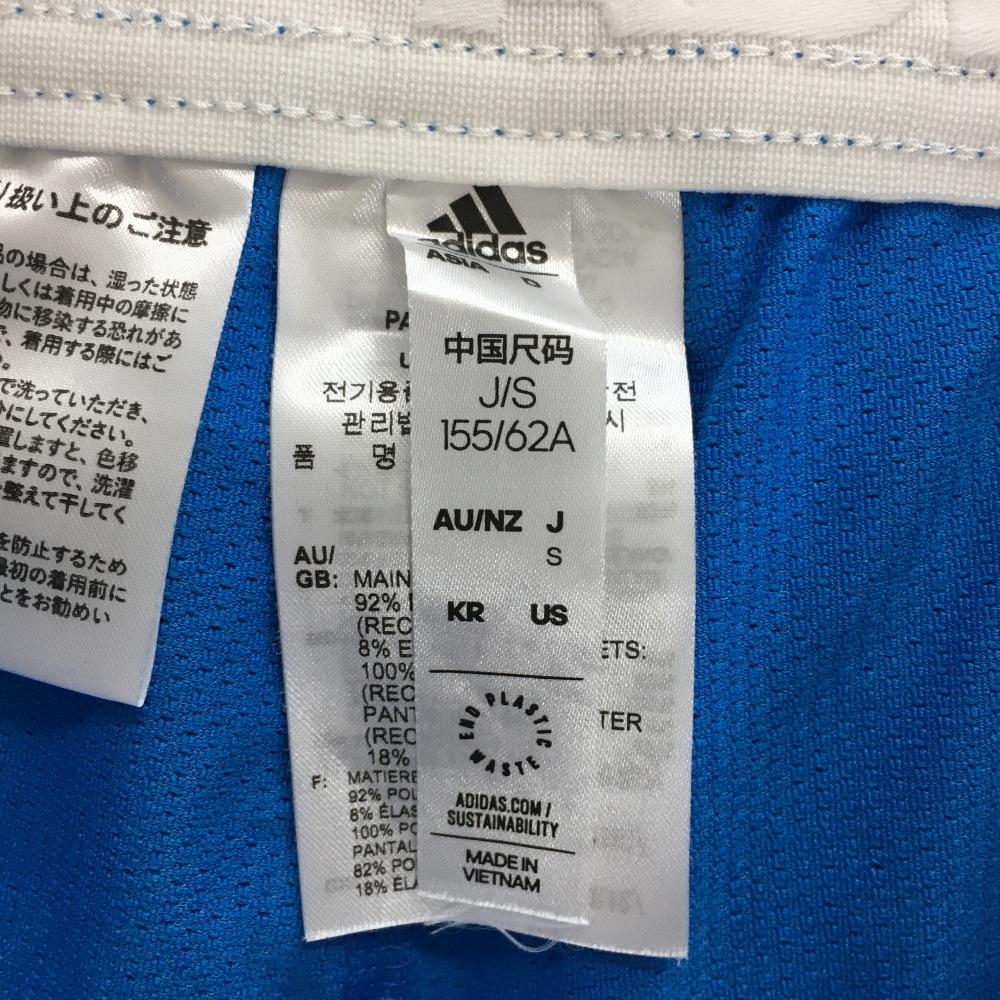 扱い上のご注意
の場合は、湿った状態
しくは着用中の摩擦に
物に移染する恐れがあ
着用する際にはご
で洗っていただき、
にしてください。
置しますと、色移
ますので、洗濯
整えて干してく
を防止するため
最初の着用前に
とをお勧めい
adidas
ASIA
中国尺码
J/S
155/62A
AU/NZ J
S
KR US
END PLASTIC WASTE
ADIDAS.COM/
SUSTAINABILITY
MADE IN
VIETNAM
전기용 전
관리법 시
품 명
AU/
GB: MAIN
92%
(REC
8% E ETS:
100%
(REC
PANT TER
(REC
18%
F: MATIERE
92% POL
8% ÉLAS
100% PO
PANTAL
82% PO
18% ÉLA